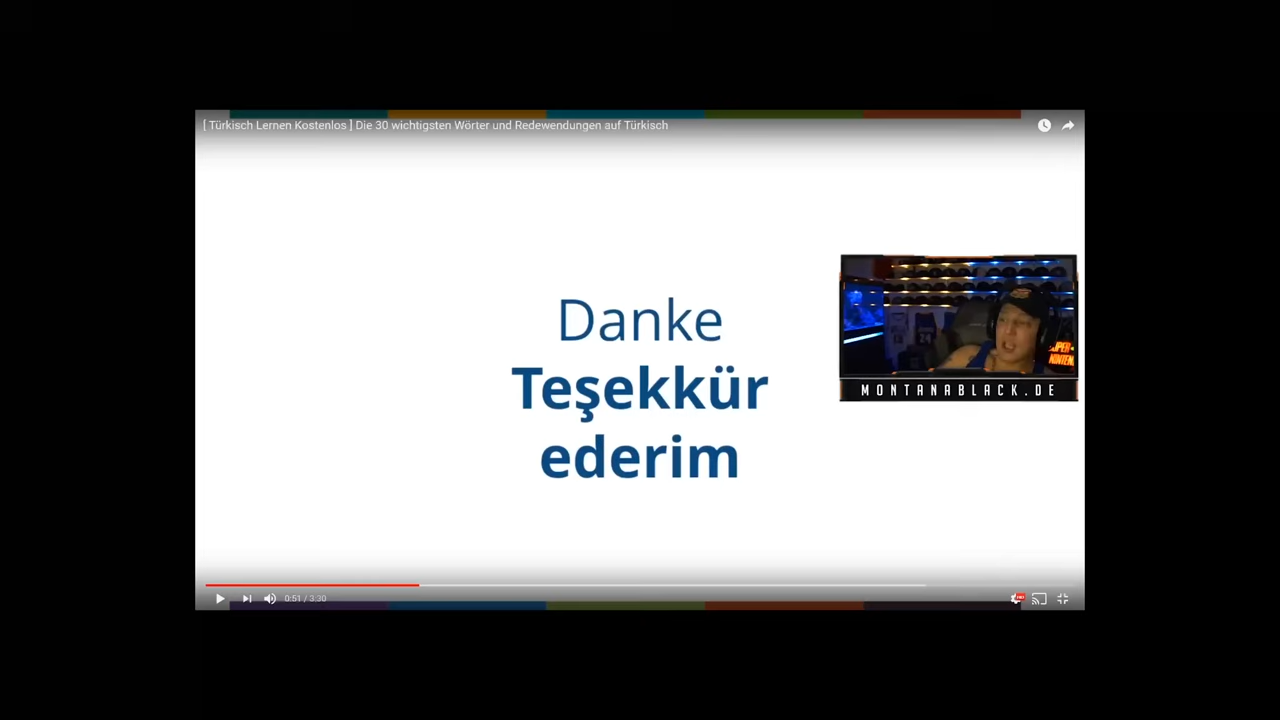 [ Türkisch Lernen Kostenlos ] Die 30 wichtigsten Wörter und Redewendungen auf Türkisch
Danke
Teşekkür
ederim
24
MONTANABLACK.DE
0:51 / 3:30